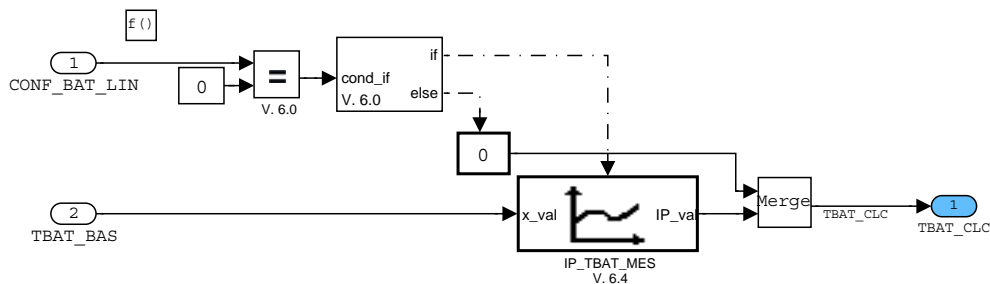 f()
1
CONF_BAT_LIN
0
=
V. 6.0
cond_if
V. 6.0
if
else
0
2
TBAT_BAS
x_val
IP_val
IP_TBAT_MES
V. 6.4
Merge
TBAT_CLC
1
TBAT_CLC